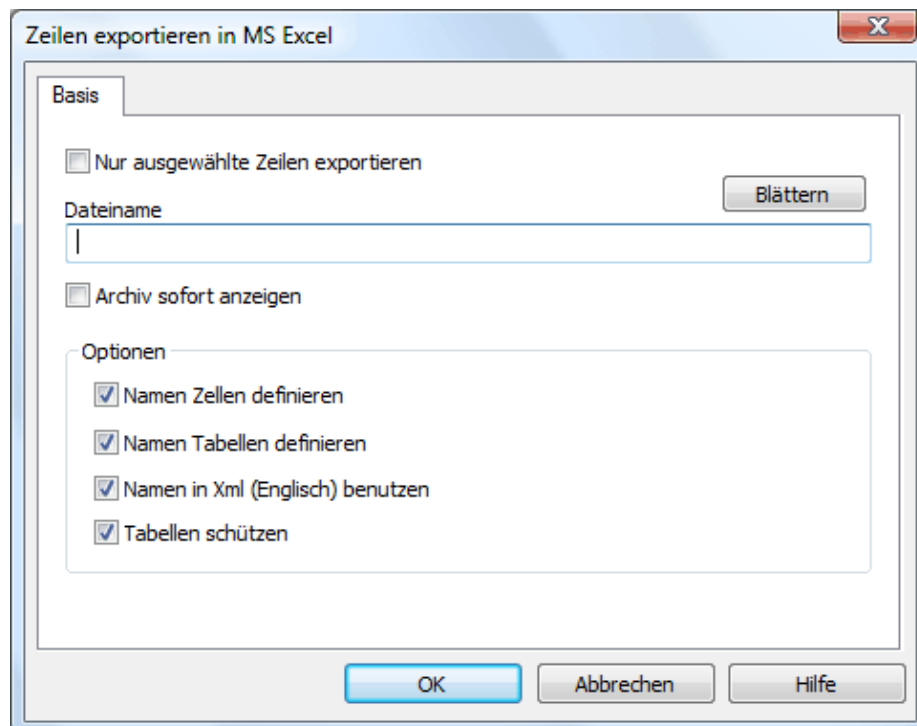 Zeilen exportieren in MS Excel
Basis
Nur ausgewählte Zeilen exportieren
Blättern
Dateiname
Archiv sofort anzeigen
Optionen
Namen Zellen definieren
Namen Tabellen definieren
Namen in Xml (Englisch) benutzen
Tabellen schützen
OK
Abbrechen
Hilfe